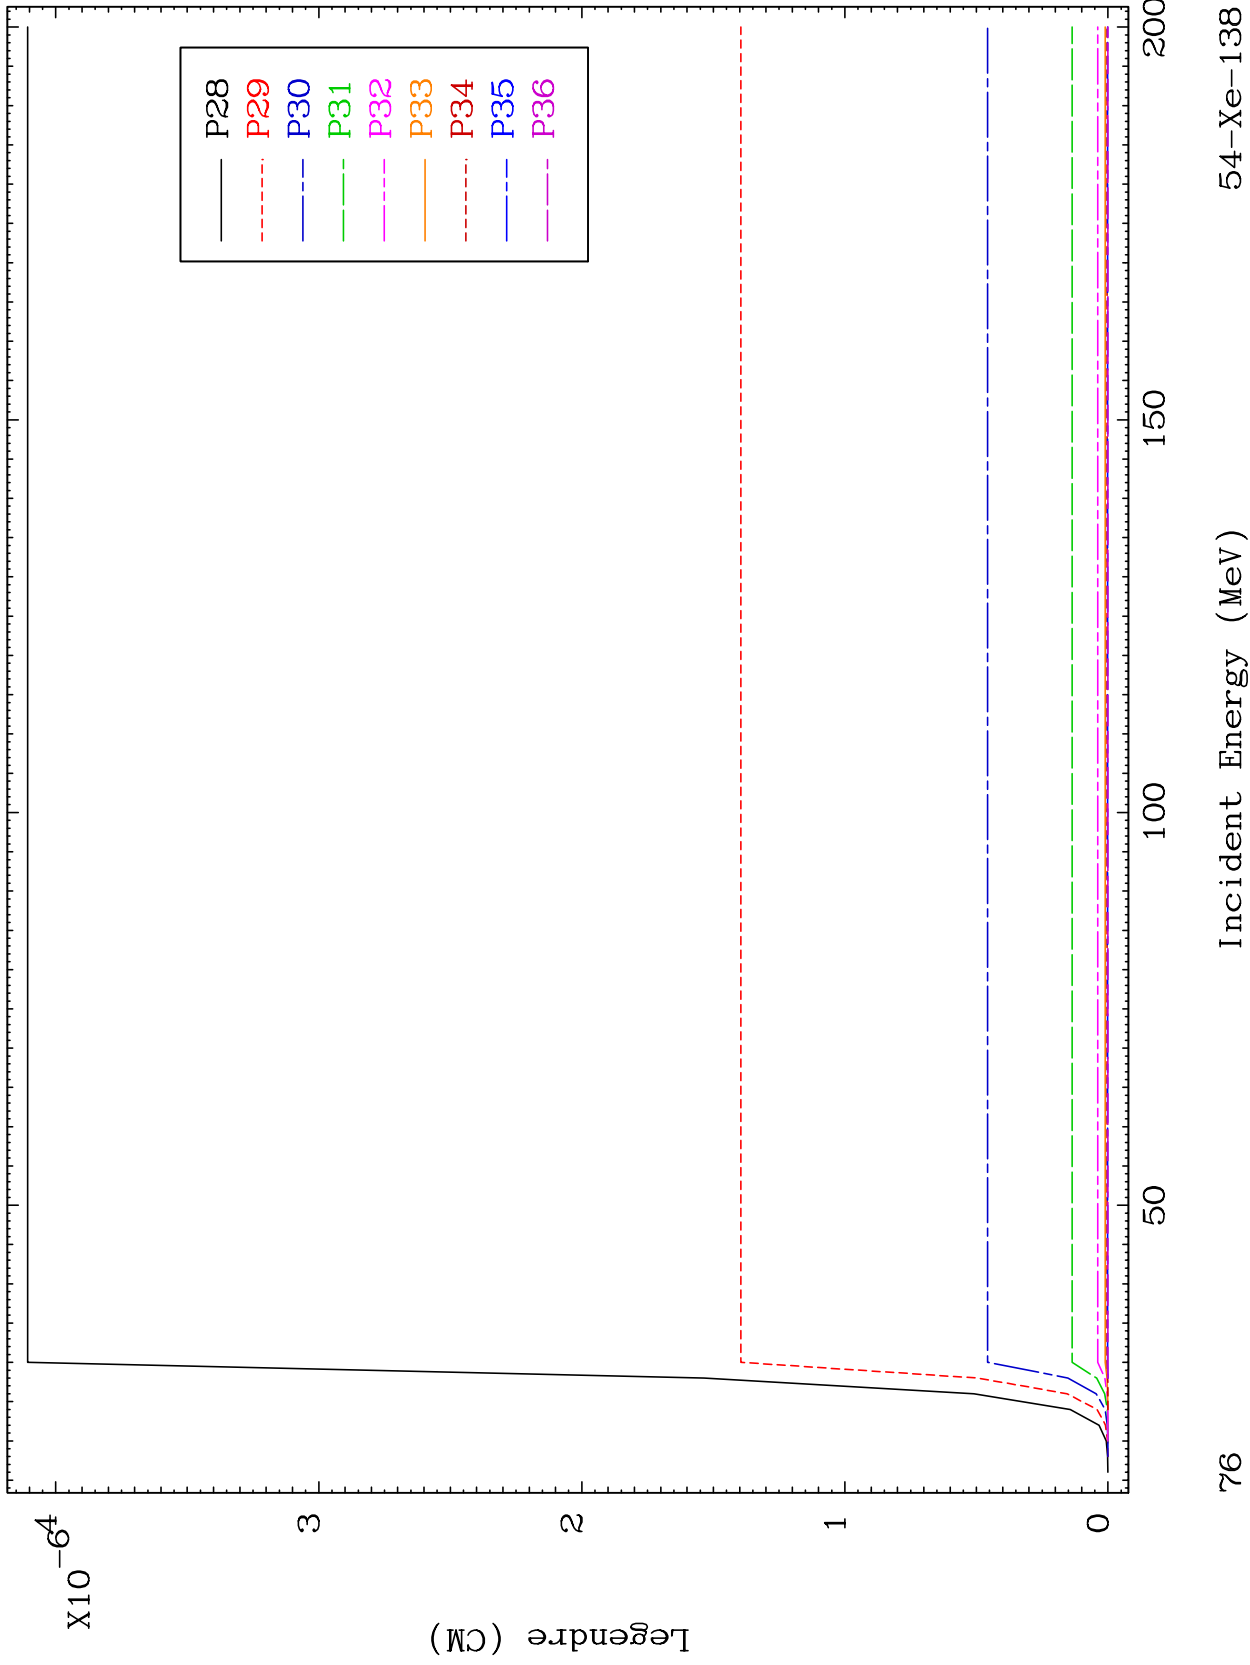 X10 -6
4
3
2
1
0
Legendre (CM)
P28
P29
P30
P31
P32
P33
P34
P35
P36
50
100
150
200
Incident Energy (MeV)
76
54-Xe-138